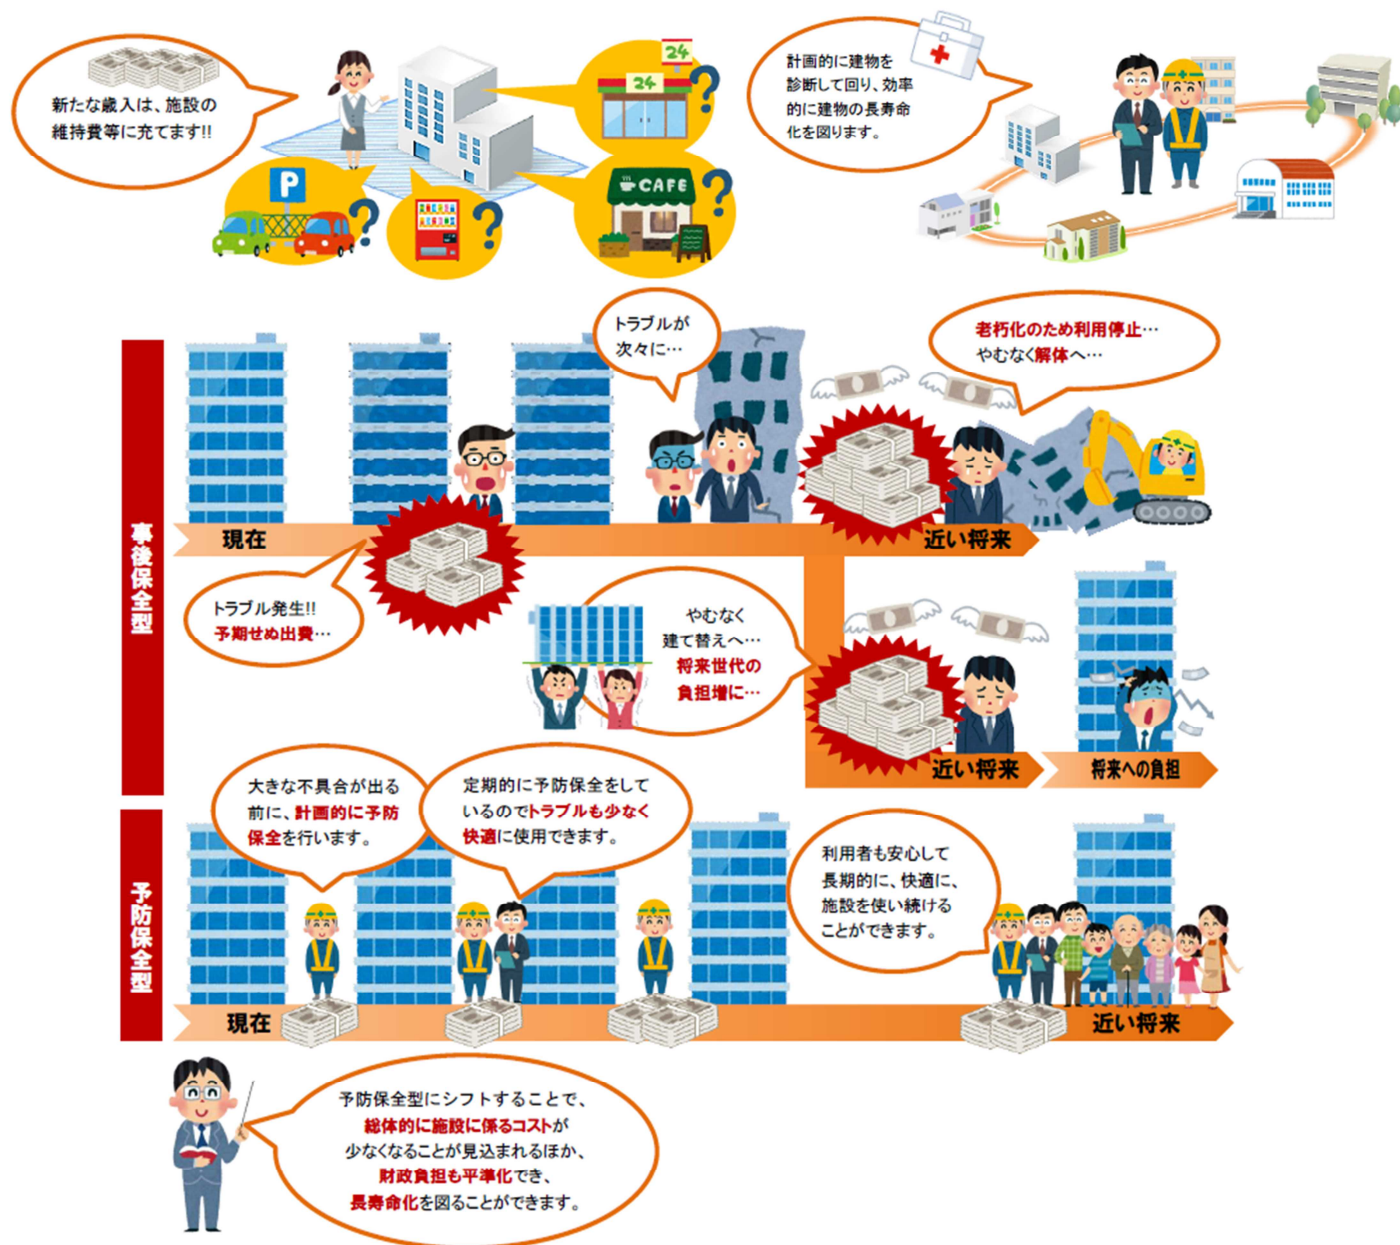 新たな歳入は、施設の
維持費等に充てます!!
24
24
P
CAFE
計画的に建物を
診断して回り、効率
的に建物の長寿命
化を図ります。
事後保全型
トラブルが
次々に…
老朽化のため利用停止…
やむなく解体へ…
現在
近い将来
トラブル発生!!
予期せぬ出費…
やむなく
建て替えへ…
将来世代の
負担増に…
近い将来
将来への負担
予防保全型
大きな不具合が出る
前に、計画的に予防
保全を行います。
定期的に予防保全をして
いるのでトラブルも少なく
快適に使用できます。
利用者も安心して
長期的に、快適に、
施設を使い続ける
ことができます。
現在
近い将来
予防保全型にシフトすることで、
総体的に施設に係るコストが
少なくなることが見込まれるほか、
財政負担も平準化でき、
長寿命化を図ることができます。